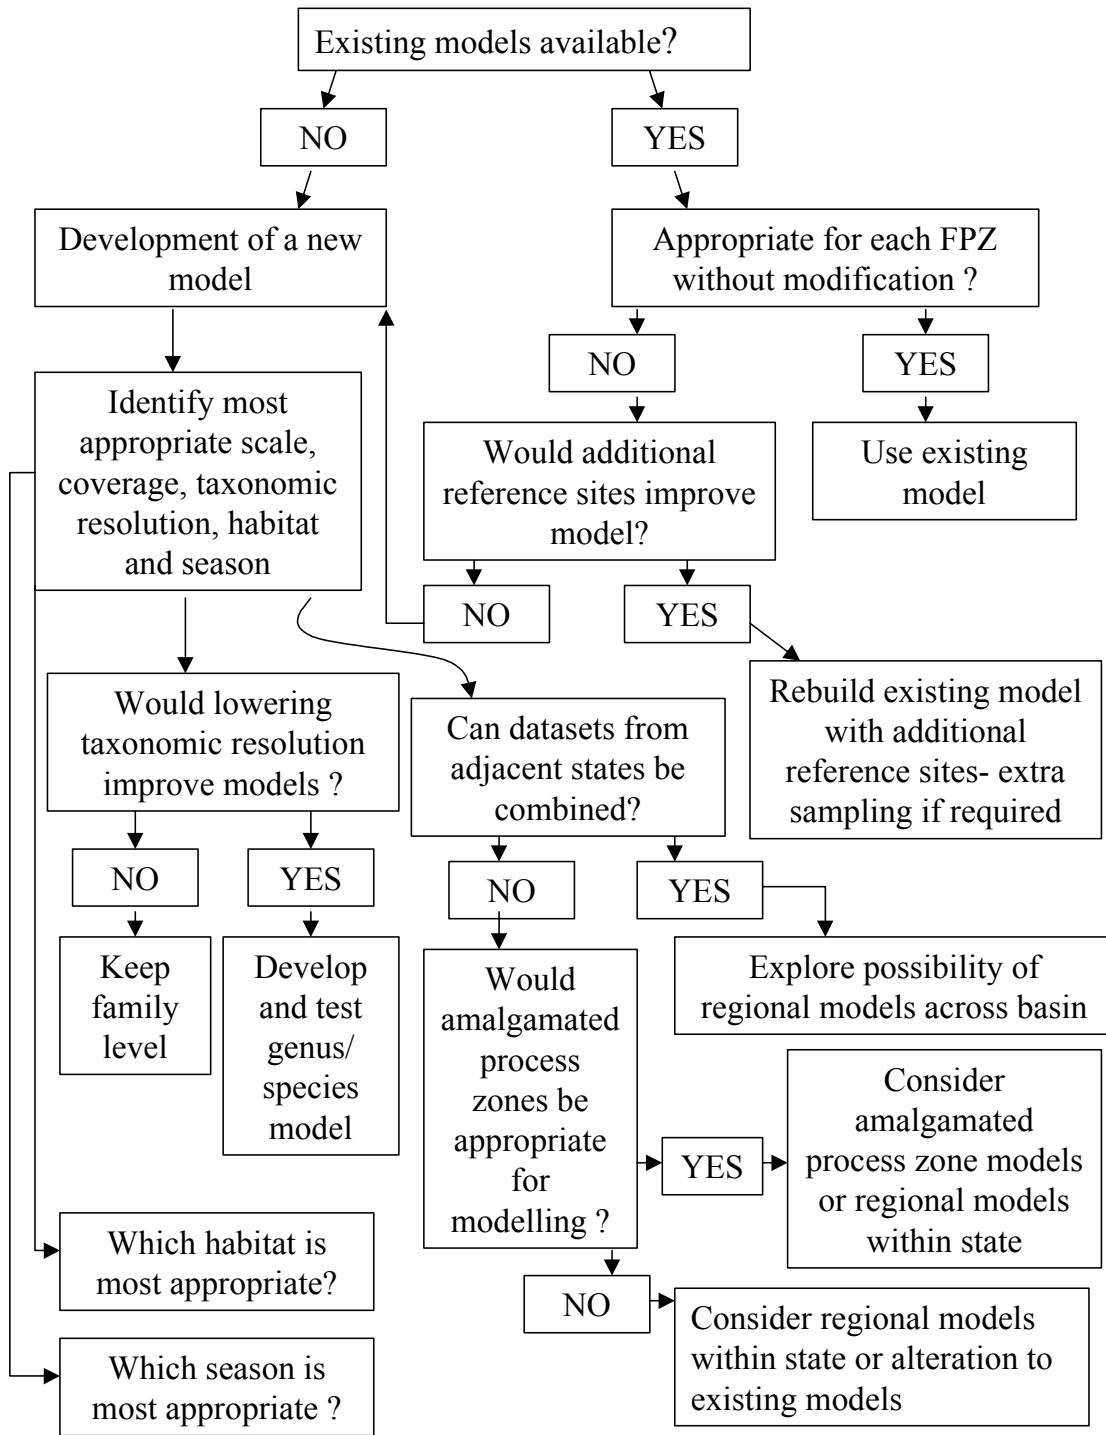 Existing models available?
NO
YES
Development of a new
model
Appropriate for each FPZ
without modification ?
NO
YES
Identify most
appropriate scale,
coverage, taxonomic
resolution, habitat
and season
Would additional
reference sites improve
model?
Use existing
model
NO
YES
Would lowering
taxonomic resolution
improve models ?
Can datasets from
adjacent states be
combined?
Rebuild existing model
with additional
reference sites- extra
sampling if required
NO
YES
NO
YES
Keep
family
level
Develop
and test
genus/
species
model
Would
amalgamated
process
zones be
appropriate
for
modelling ?
Explore possibility of
regional models across basin
YES
Consider
amalgamated
process zone models
or regional models
within state
Which habitat is
most appropriate?
NO
Consider regional models
within state or alteration to
existing models
Which season is
most appropriate ?